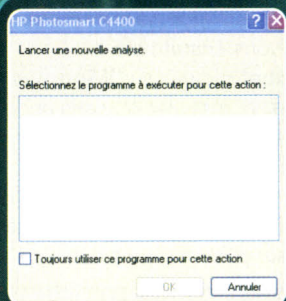 HP Photosmart C4400
Lancer une nouvelle analyse.
Sélectionnez le programme à exécuter pour cette action :
Toujours utiliser ce programme pour cette action
OK
Annuler